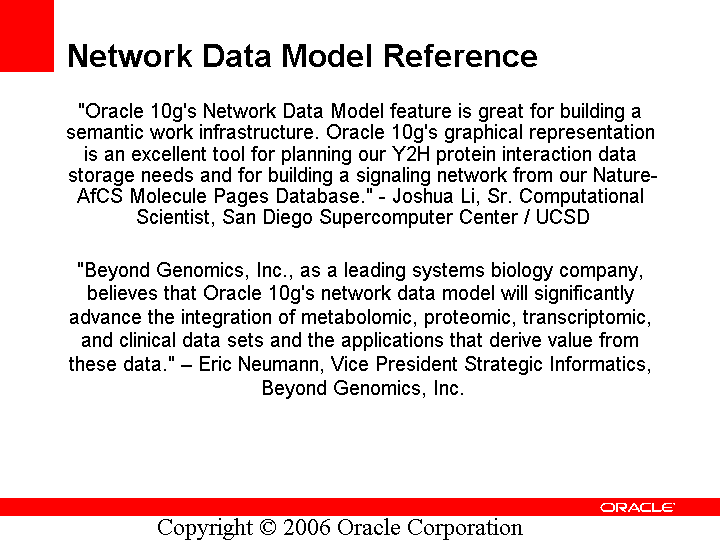 Network Data Model Reference
"Oracle 10g's Network Data Model feature is great for building a
semantic work infrastructure. Oracle 10g's graphical representation
is an excellent tool for planning our Y2H protein interaction data
storage needs and for building a signaling network from our Nature-
AfCS Molecule Pages Database." - Joshua Li, Sr. Computational
Scientist, San Diego Supercomputer Center / UCSD
"Beyond Genomics, Inc. , as a leading systems biology company,
believes that Oracle 10g's network data model will significantly
advance the integration of metabolomic, proteomic, transcriptomic,
and clinical data sets and the applications that derive value from
these data." – Eric Neumann, Vice President Strategic Informatics,
Beyond Genomics, Inc.
ORACLE
Copyright © 2006 Oracle Corporation